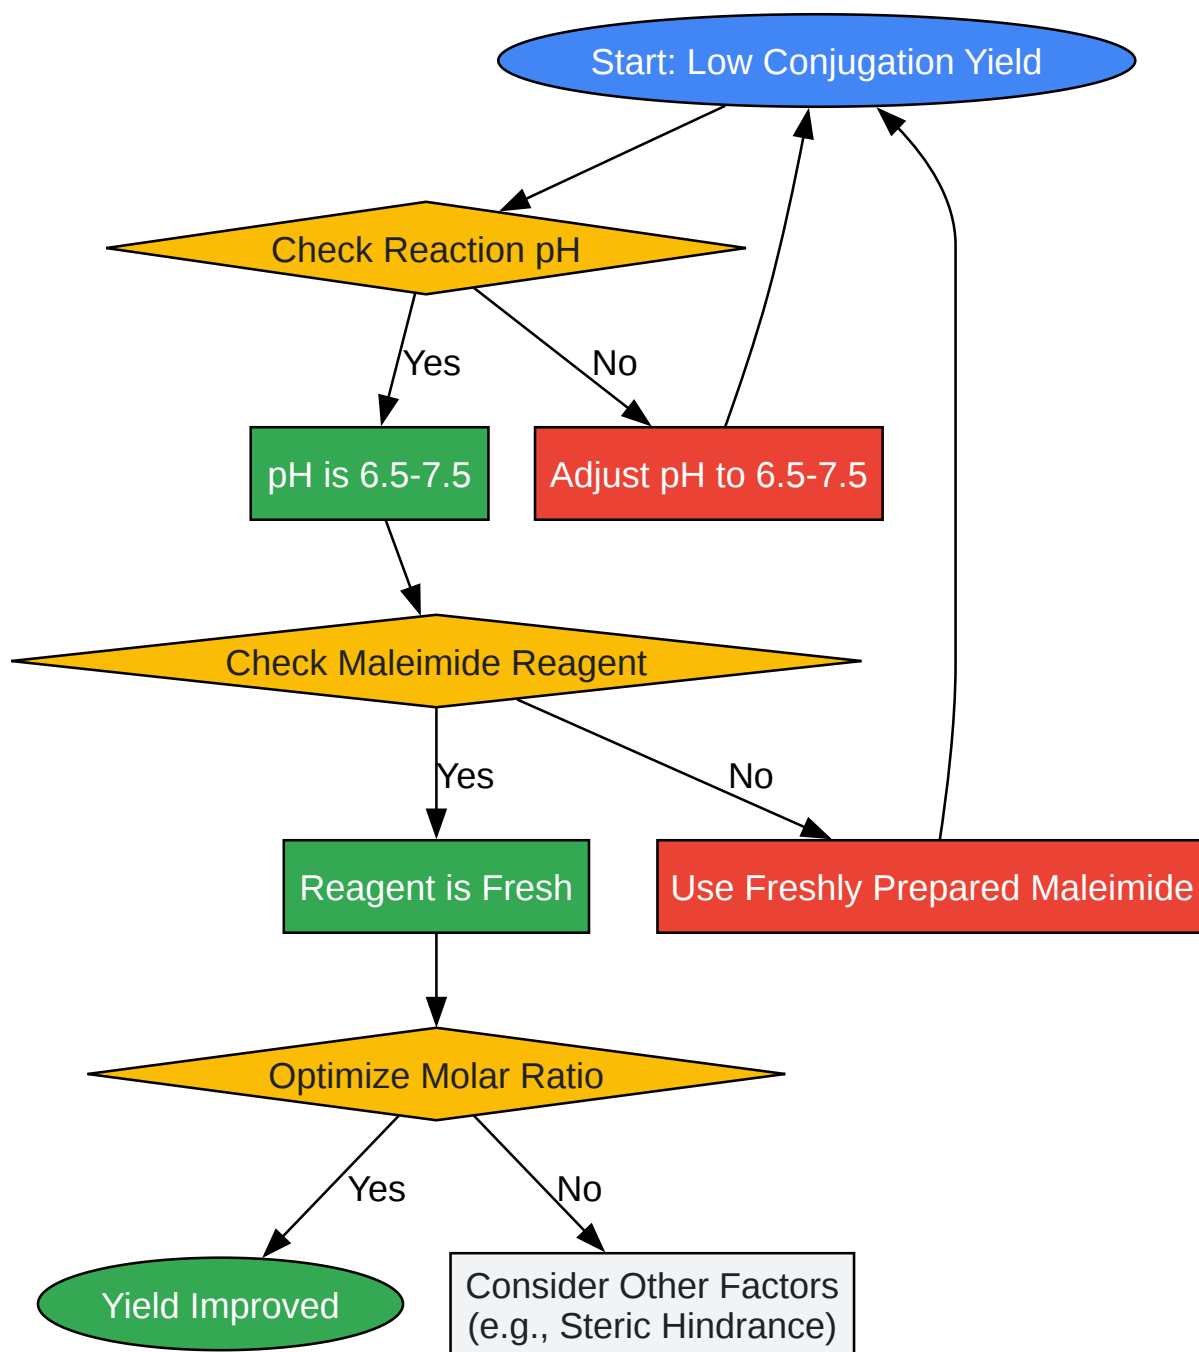 Start: Low Conjugation Yield
Check Reaction pH
Yes
No
pH is 6.5-7.5
Adjust pH to 6.5-7.5
Check Maleimide Reagent
Yes
No
Reagent is Fresh
Use Freshly Prepared Maleimide
Optimize Molar Ratio
Yes
No
Yield Improved
Consider Other Factors
(e.g., Steric Hindrance)